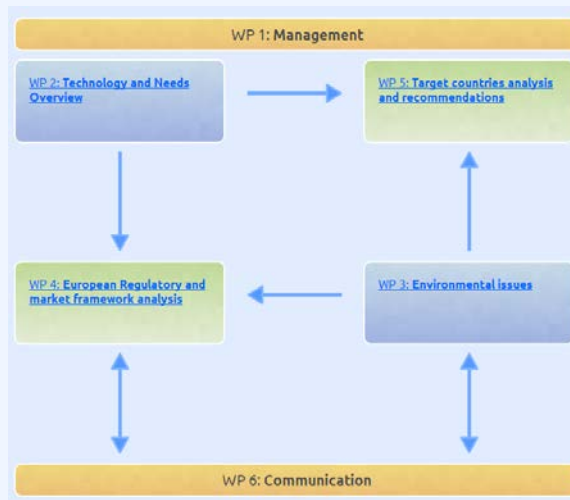 WP 1: Management
WP 2: Technology and Needs
Overview
WP 5: Target countries analysis
and recommendations
WP 4: European Regulatory and
market framework analysis
WP 3: Environmental issues
WP 6: Communication